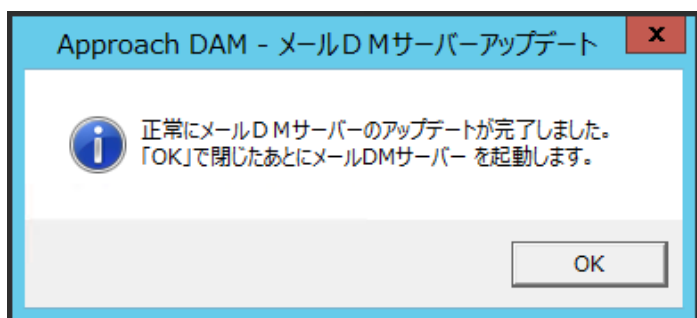 Approach DAM - メールＤＭサーバーアップデート
x
正常にメールＤＭサーバーのアップデートが完了しました。
「OK」で閉じたあとにメールDMサーバー を起動します。
OK